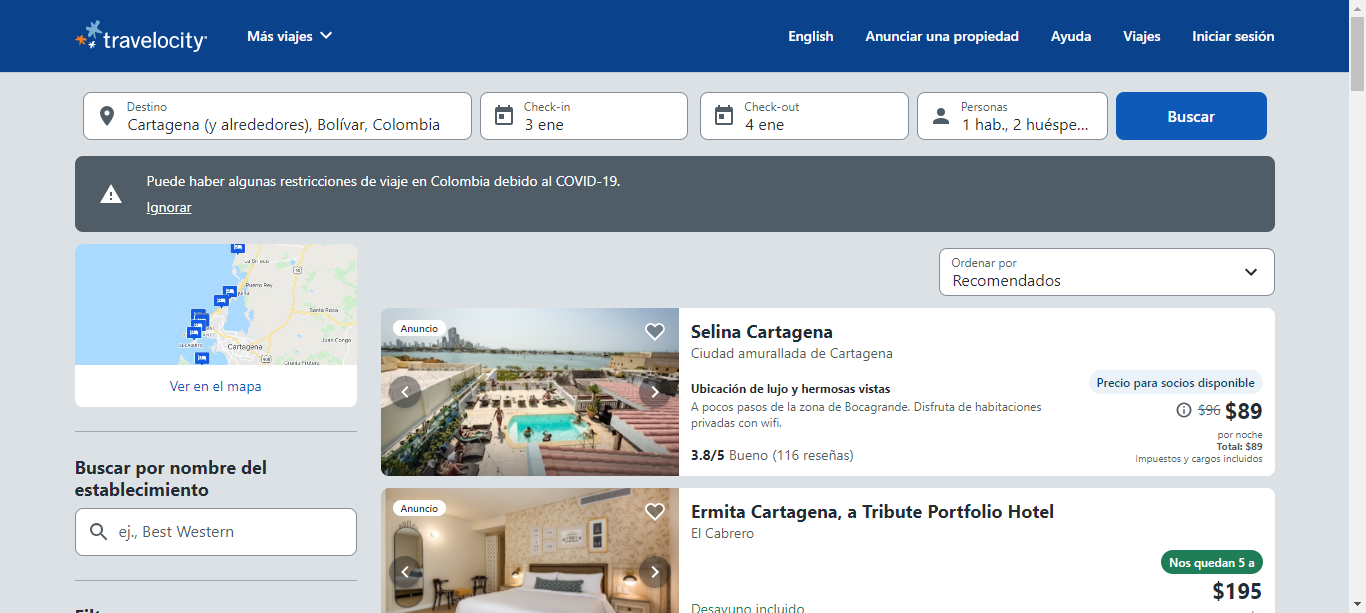 travelocity
Más viajes
English
Anunciar una propiedad
Ayuda
Viajes
Iniciar sesión
Destino
Cartagena (y alrededores), Bolívar, Colombia
Check-in
3 ene
Check-out
4 ene
Personas
1 hab., 2 huéspe...
Buscar
Puede haber algunas restricciones de viaje en Colombia debido al COVID-19.
Ignorar
Puerto Rey
Santa Rosa
Juan Congo
Cartagena
Ver en el mapa
Buscar por nombre del
establecimiento
ej., Best Western
Ordenar por
Recomendados
Anuncio
Selina Cartagena
Ciudad amurallada de Cartagena
Ubicación de lujo y hermosas vistas
A pocos pasos de la zona de Bocagrande. Disfruta de habitaciones
privadas con wifi.
3.8/5 Bueno (116 reseñas)
Precio para socios disponible
$96 $89
por noche
Total: $89
Impuestos y cargos incluidos
Anuncio
Ermita Cartagena, a Tribute Portfolio Hotel
El Cabrero
Nos quedan 5 a
$195
Desayuno incluido